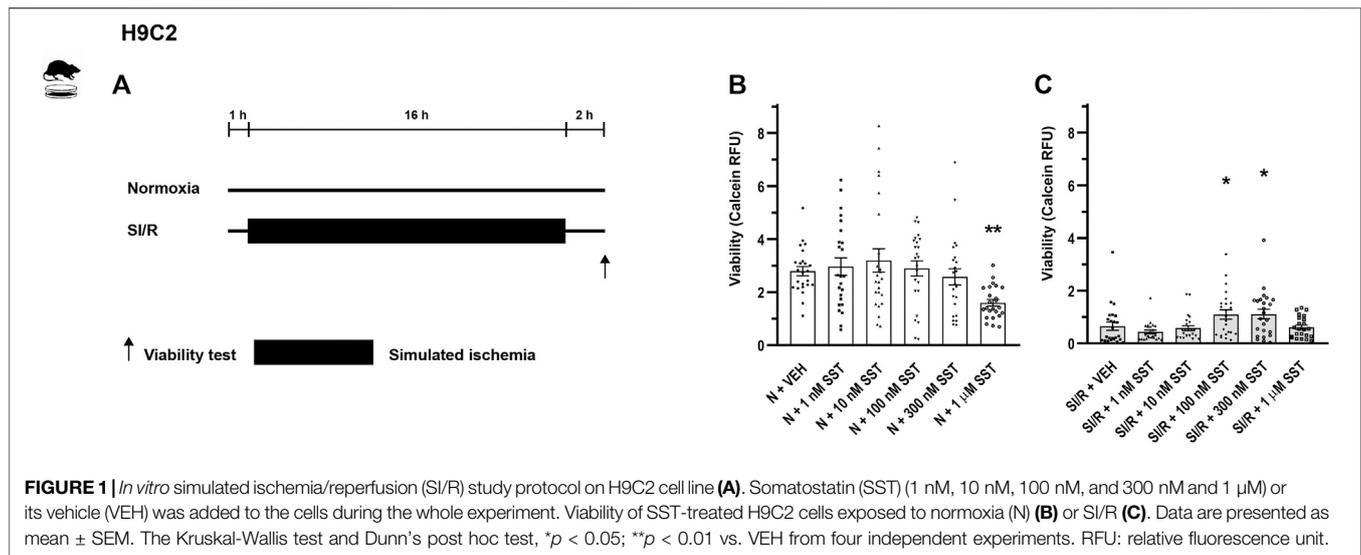 H9C2
A
1 h 16 h 2 h
Normoxia
SI/R
Viability test Simulated ischemia
B
Viability (Calcein RFU)
8
6
4
2
0
**
N + VEH
N + 1 nM SST
N + 10 nM SST
N + 100 nM SST
N + 300 nM SST
N + 1 µM SST
C
Viability (Calcein RFU)
8
6
4
2
0
*
*
SI/R + VEH
SI/R + 1 nM SST
SI/R + 10 nM SST
SI/R + 100 nM SST
SI/R + 300 nM SST
SI/R + 1 µM SST
FIGURE 1 | In vitro simulated ischemia/reperfusion (SI/R) study protocol on H9C2 cell line (A). Somatostatin (SST) (1 nM, 10 nM, 100 nM, and 300 nM and 1 µM) or
its vehicle (VEH) was added to the cells during the whole experiment. Viability of SST-treated H9C2 cells exposed to normoxia (N) (B) or SI/R (C). Data are presented as
mean ± SEM. The Kruskal-Wallis test and Dunn's post hoc test, *p < 0.05; **p < 0.01 vs. VEH from four independent experiments. RFU: relative fluorescence unit.